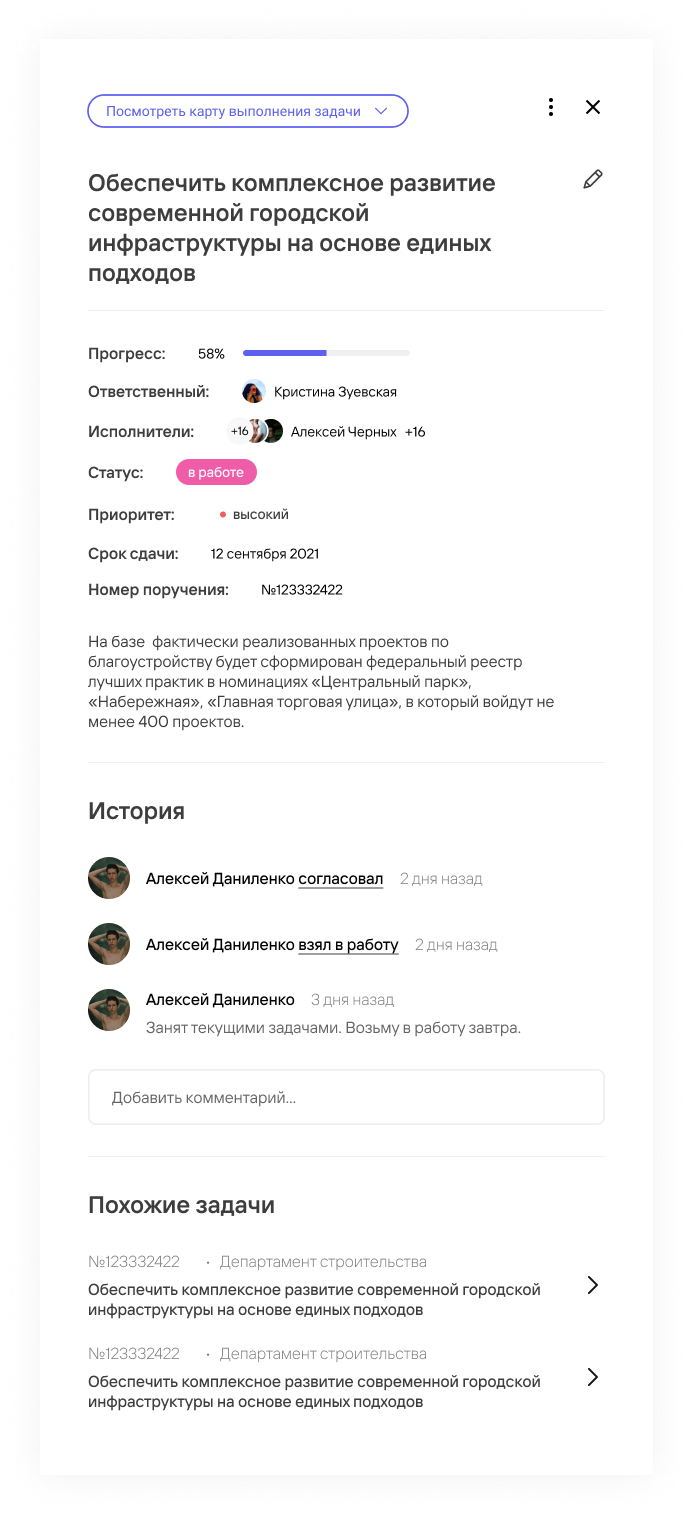 Посмотреть карту выполнения задачи
Обеспечить комплексное развитие
современной городской
инфраструктуры на основе единых
подходов
Прогресс: 58%
Ответственный: Кристина Зуевская
Исполнители: +16 Алексей Черных +16
Статус: в работе
Приоритет: высокий
Срок сдачи: 12 сентября 2021
Номер поручения: №123332422
На базе фактически реализованных проектов по
благоустройству будет сформирован федеральный реестр
лучших практик в номинациях «Центральный парк»,
«Набережная», «Главная торговая улица», в который войдут не
менее 400 проектов.
История
Алексей Даниленко согласовал 2 дня назад
Алексей Даниленко взял в работу 2 дня назад
Алексей Даниленко 3 дня назад
Занят текущими задачами. Возьму в работу завтра.
Добавить комментарий...
Похожие задачи
№123332422 · Департамент строительства
Обеспечить комплексное развитие современной городской
инфраструктуры на основе единых подходов
№123332422 · Департамент строительства
Обеспечить комплексное развитие современной городской
инфраструктуры на основе единых подходов